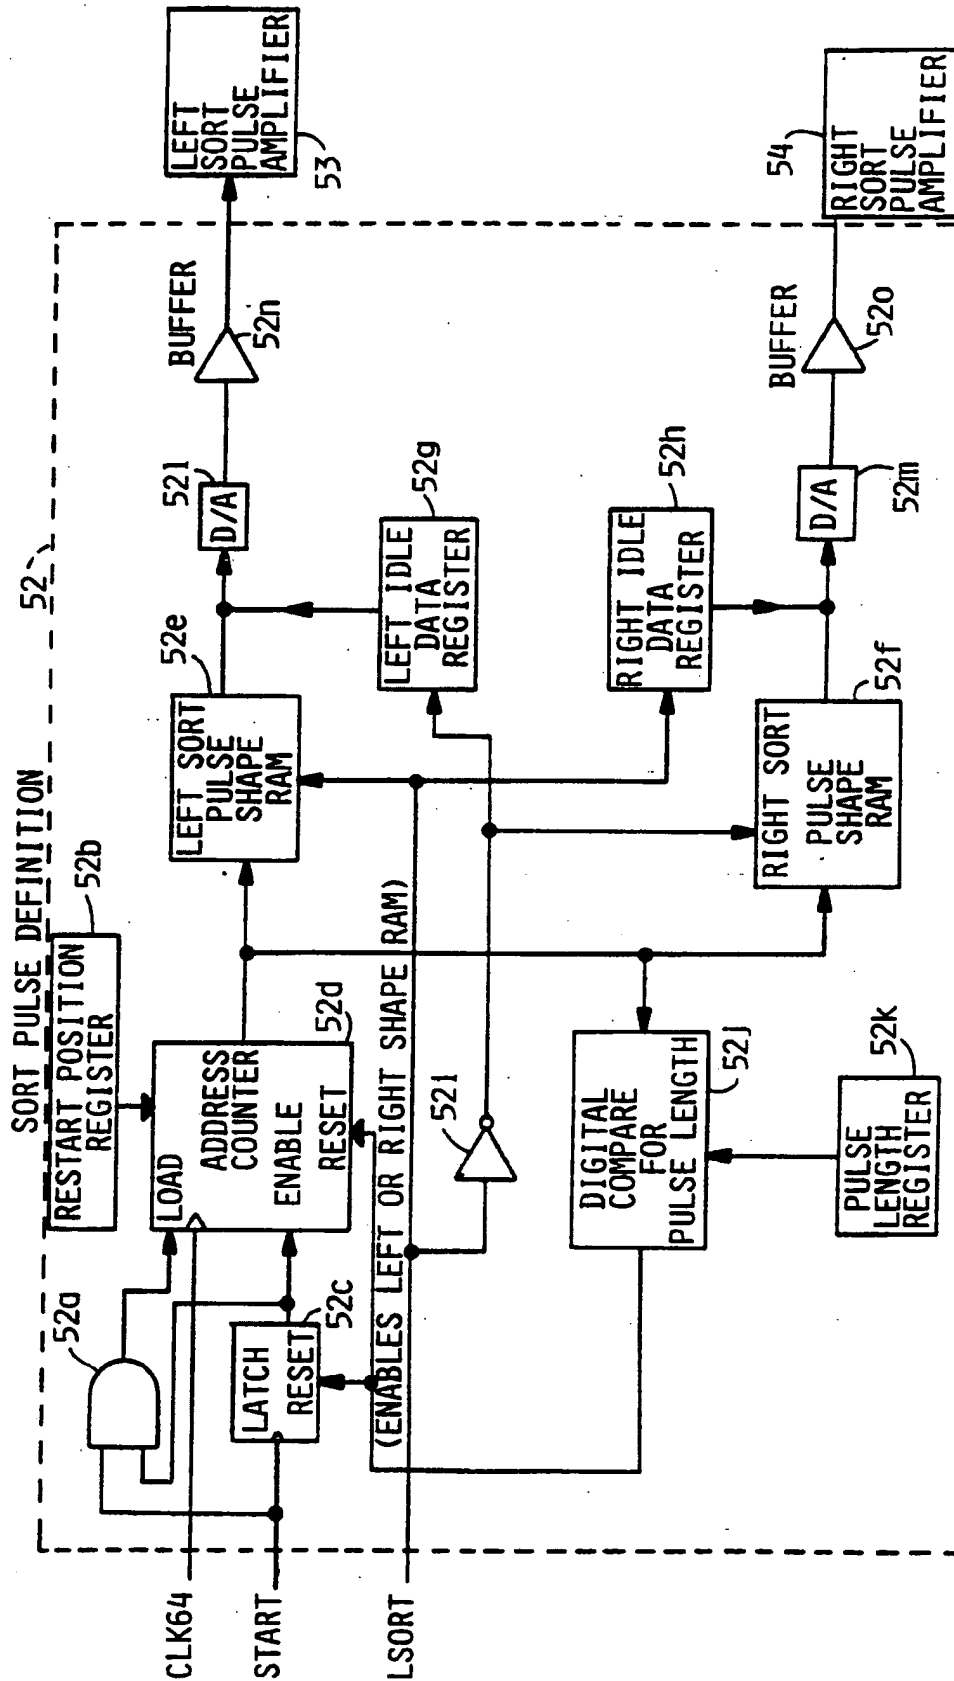 SORT PULSE DEFINITION
52
RESTART POSITION
REGISTER
52b
52a
LOAD
ADDRESS
COUNTER
ENABLE
RESET
52d
LATCH
RESET
52c
CLK64
START
LSORT
(ENABLES LEFT OR RIGHT SHAPE RAM)
LEFT SORT
PULSE
SHAPE
RAM
52e
D/A
52l
BUFFER
52n
LEFT
SORT
PULSE
AMPLIFIER
53
LEFT IDLE
DATA
REGISTER
52g
52i
RIGHT IDLE
DATA
REGISTER
52h
DIGITAL
COMPARE
FOR
PULSE LENGTH
52j
PULSE
LENGTH
REGISTER
52k
RIGHT SORT
PULSE
SHAPE
RAM
52f
D/A
52m
BUFFER
52o
RIGHT
SORT
PULSE
AMPLIFIER
54